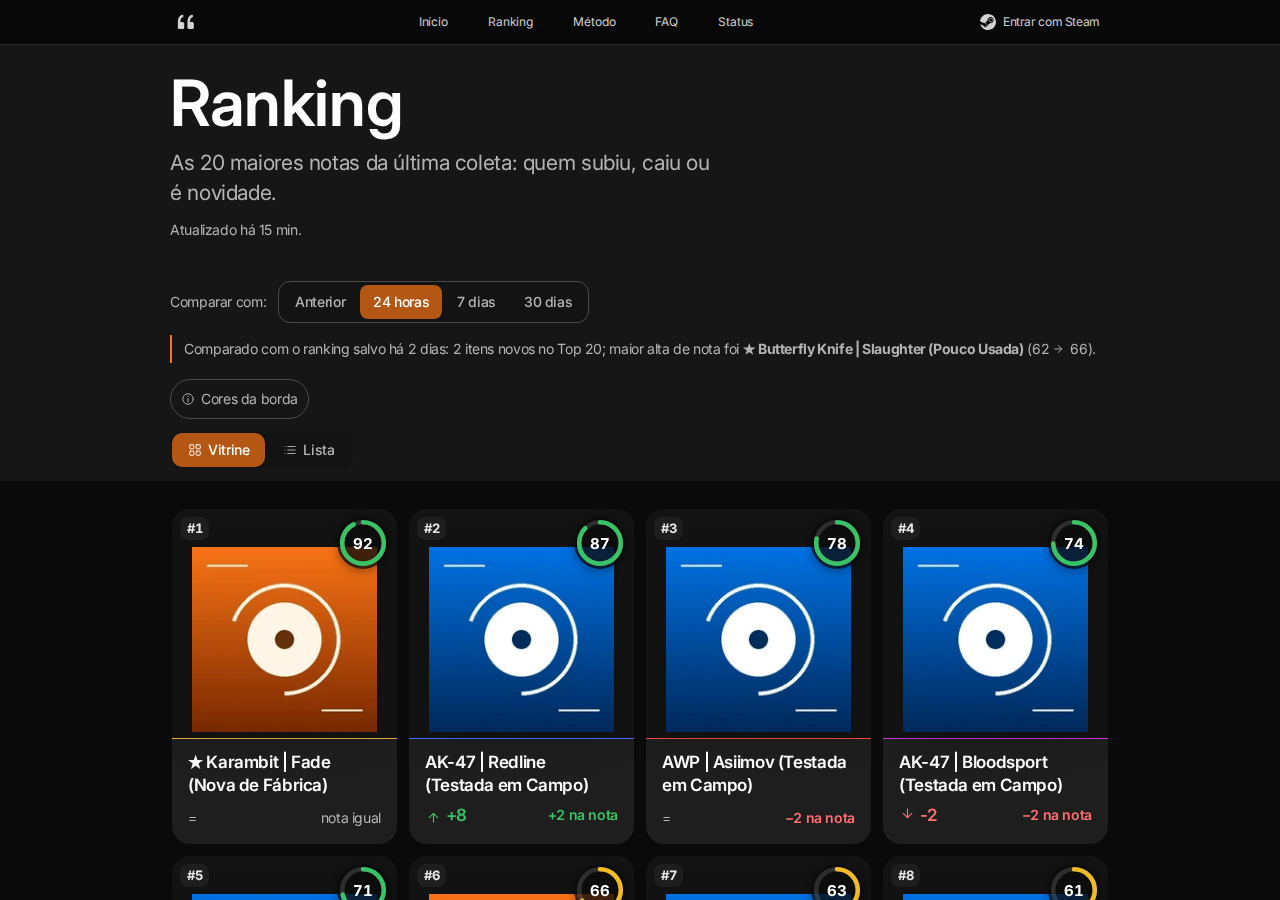 Início Ranking Método FAQ Status Entrar com Steam
Ranking
As 20 maiores notas da última coleta: quem subiu, caiu ou
é novidade.
Atualizado há 15 min.
Comparar com: Anterior 24 horas 7 dias 30 dias
Comparado com o ranking salvo há 2 dias: 2 itens novos no Top 20; maior alta de nota foi ★ Butterfly Knife | Slaughter (Pouco Usada) (62 → 66).
Cores da borda
Vitrine Lista
#1 92 #2 87 #3 78 #4 74
★ Karambit | Fade
(Nova de Fábrica)
= nota igual
AK-47 | Redline
(Testada em Campo)
↑ +8 +2 na nota
AWP | Asiimov (Testada
em Campo)
= −2 na nota
AK-47 | Bloodsport
(Testada em Campo)
↓ -2 −2 na nota
#5 71 #6 66 #7 63 #8 61